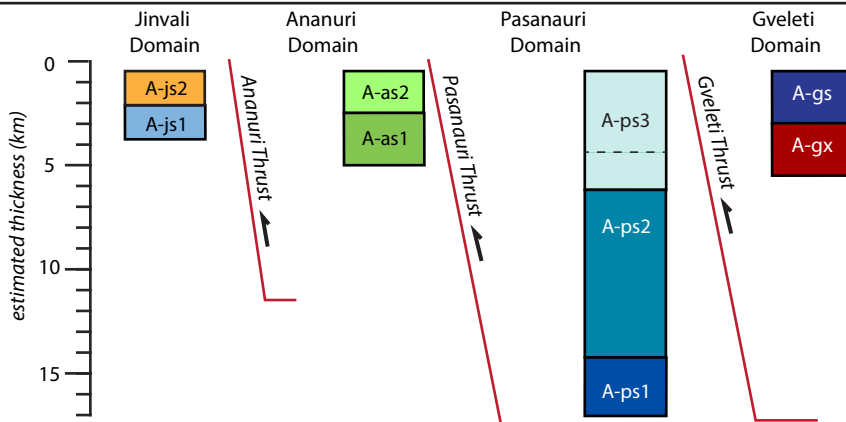 Jinvali
Domain
Ananuri
Domain
Pasanauri
Domain
Gveleti
Domain
estimated thickness (km)
0
5
10
15
A-js2
A-js1
Ananuri Thrust
A-as2
A-as1
Pasanauri Thrust
A-ps3
A-ps2
A-ps1
Gveleti Thrust
A-gs
A-gx